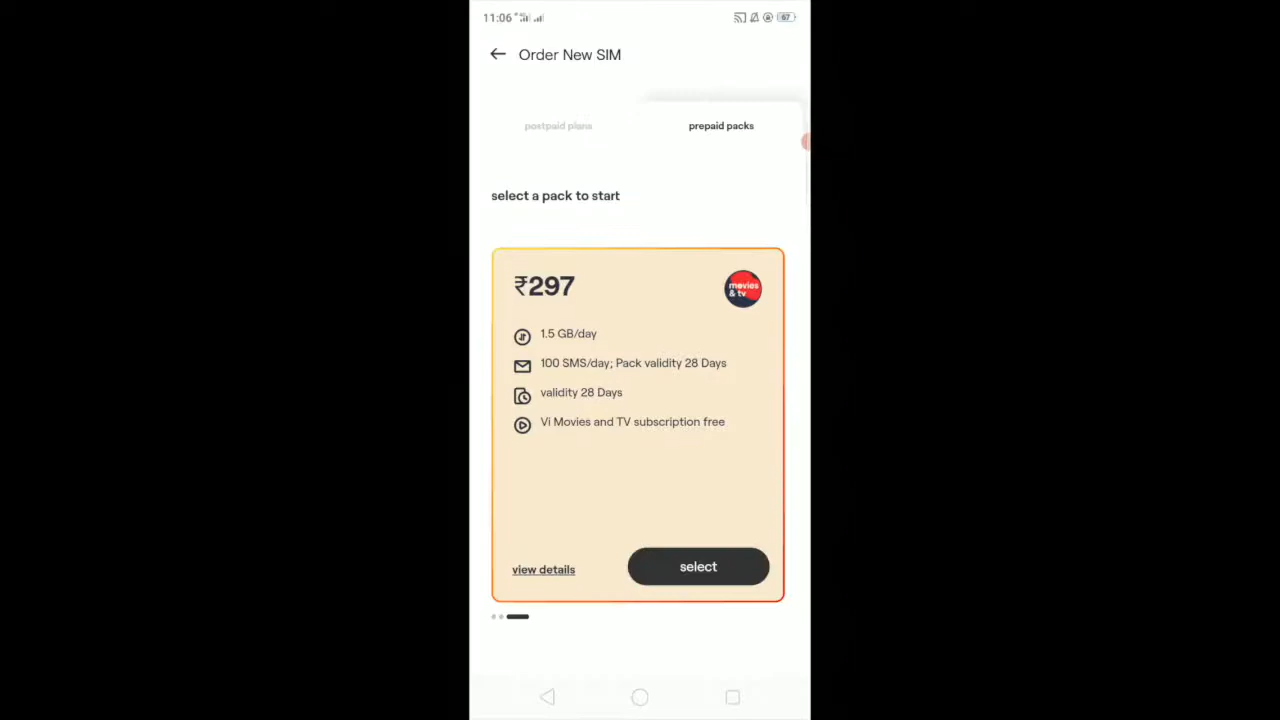 11:06
67
Order New SIM
postpaid plans
prepaid packs
select a pack to start
₹297
movies
& tv
1.5 GB/day
100 SMS/day; Pack validity 28 Days
validity 28 Days
Vi Movies and TV subscription free
view details
select